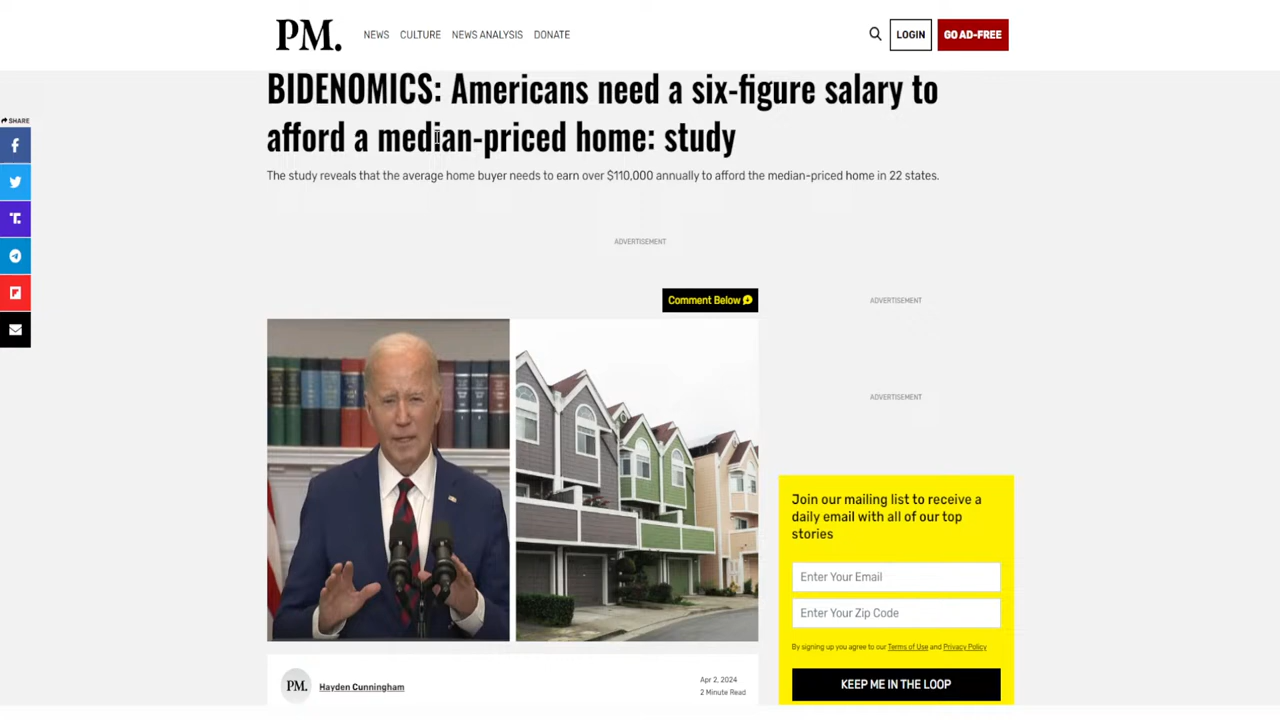 PM.
NEWS CULTURE NEWS ANALYSIS DONATE
LOGIN
GO AD-FREE
SHARE
BIDENOMICS: Americans need a six-figure salary to
afford a median-priced home: study
The study reveals that the average home buyer needs to earn over $110,000 annually to afford the median-priced home in 22 states.
ADVERTISEMENT
Comment Below
ADVERTISEMENT
ADVERTISEMENT
Join our mailing list to receive a
daily email with all of our top
stories
Enter Your Email
Enter Your Zip Code
By signing up you agree to our Terms of Use and Privacy Policy
KEEP ME IN THE LOOP
PM.
Hayden Cunningham
Apr 2, 2024
2 Minute Read